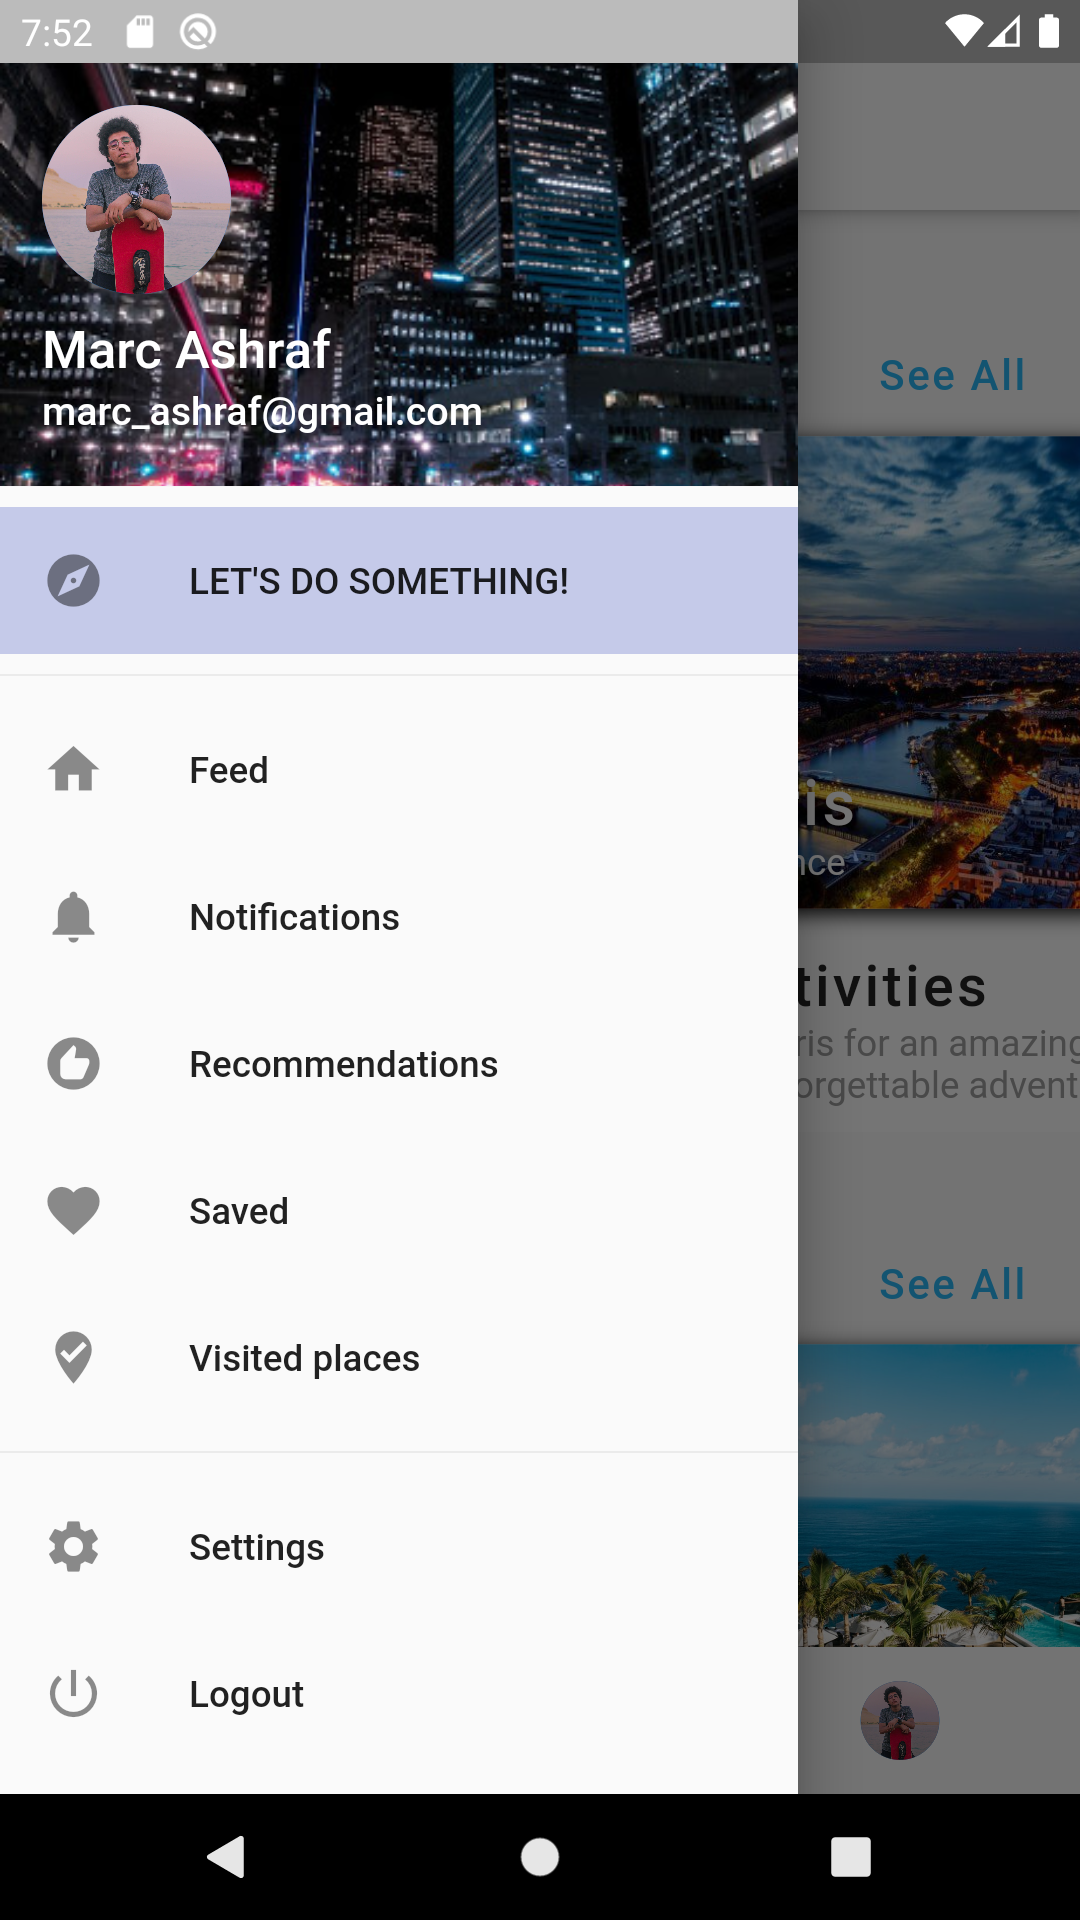 7:52
Marc Ashraf
marc_ashraf@gmail.com
See All
LET'S DO SOMETHING!
Feed
is
nce
Notifications
tivities
ris for an amazing
Recommendations
orgettable advent
Saved
See All
Visited places
Settings
Logout